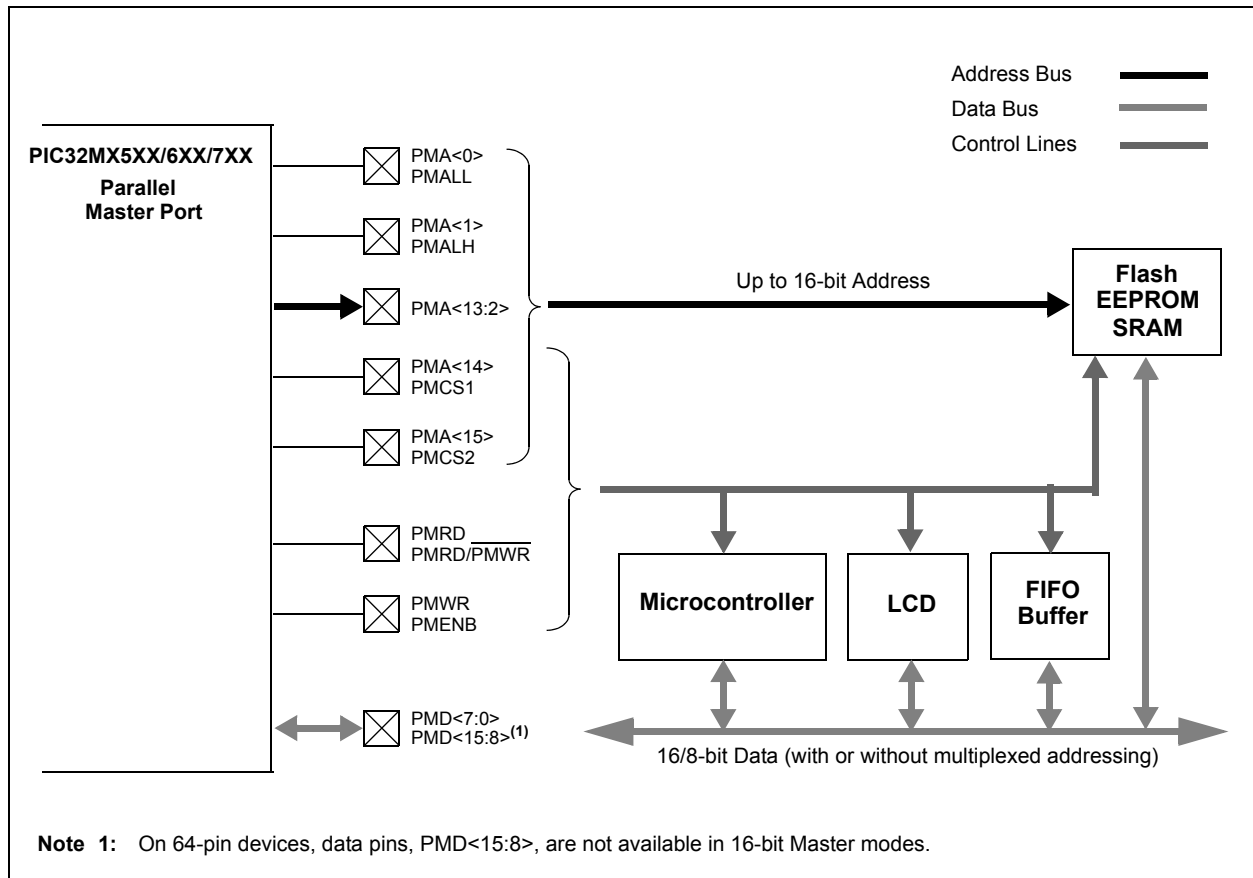 Address Bus
Data Bus
Control Lines
PIC32MX5XX/6XX/7XX
Parallel
Master Port
PMA<0>
PMALL
PMA<1>
PMALH
PMA<13:2>
PMA<14>
PMCS1
PMA<15>
PMCS2
PMRD
PMRD/PMWR
PMWR
PMENB
PMD<7:0>
PMD<15:8>(1)
Up to 16-bit Address
Flash
EEPROM
SRAM
Microcontroller
LCD
FIFO
Buffer
16/8-bit Data (with or without multiplexed addressing)
Note 1: On 64-pin devices, data pins, PMD<15:8>, are not available in 16-bit Master modes.